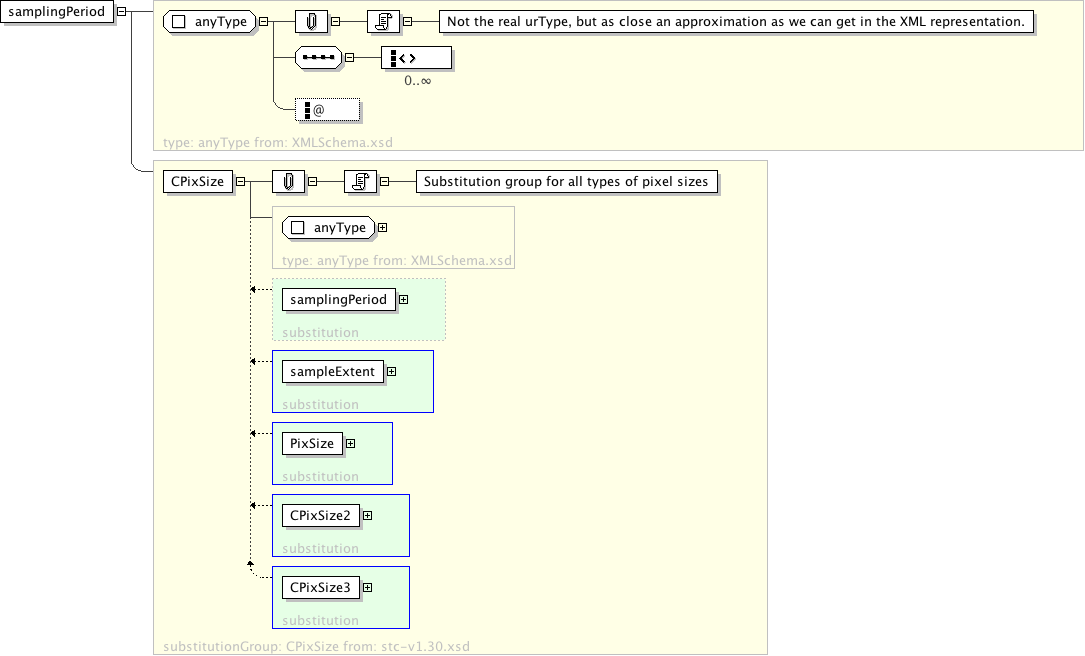 samplingPeriod
anyType
Not the real urType, but as close an approximation as we can get in the XML representation.
<>
0..∞
@
type: anyType from: XMLSchema.xsd
CPixSize
Substitution group for all types of pixel sizes
anyType
type: anyType from: XMLSchema.xsd
samplingPeriod
substitution
sampleExtent
substitution
PixSize
substitution
CPixSize2
substitution
CPixSize3
substitution
substitutionGroup: CPixSize from: stc-v1.30.xsd